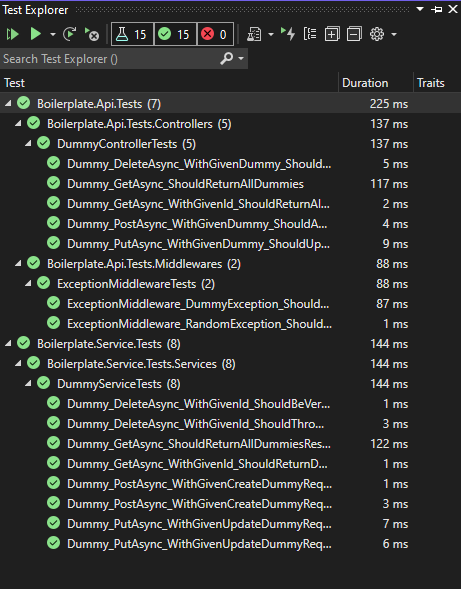 Test Explorer
15 15 0
Search Test Explorer ()
Test Duration Traits
Boilerplate.Api.Tests (7) 225 ms
Boilerplate.Api.Tests.Controllers (5) 137 ms
DummyControllerTests (5) 137 ms
Dummy_DeleteAsync_WithGivenDummy_Should... 5 ms
Dummy_GetAsync_ShouldReturnAllDummies 117 ms
Dummy_GetAsync_WithGivenId_ShouldReturnAl... 2 ms
Dummy_PostAsync_WithGivenDummy_ShouldA... 4 ms
Dummy_PutAsync_WithGivenDummy_ShouldUp... 9 ms
Boilerplate.Api.Tests.Middlewares (2) 88 ms
ExceptionMiddlewareTests (2) 88 ms
ExceptionMiddleware_DummyException_Should... 87 ms
ExceptionMiddleware_RandomException_Should... 1 ms
Boilerplate.Service.Tests (8) 144 ms
Boilerplate.Service.Tests.Services (8) 144 ms
DummyServiceTests (8) 144 ms
Dummy_DeleteAsync_WithGivenId_ShouldBeVer... 1 ms
Dummy_DeleteAsync_WithGivenId_ShouldThro... 3 ms
Dummy_GetAsync_ShouldReturnAllDummiesRes... 122 ms
Dummy_GetAsync_WithGivenId_ShouldReturnD... 1 ms
Dummy_PostAsync_WithGivenCreateDummyReq... 1 ms
Dummy_PostAsync_WithGivenCreateDummyReq... 3 ms
Dummy_PutAsync_WithGivenUpdateDummyReq... 7 ms
Dummy_PutAsync_WithGivenUpdateDummyReq... 6 ms